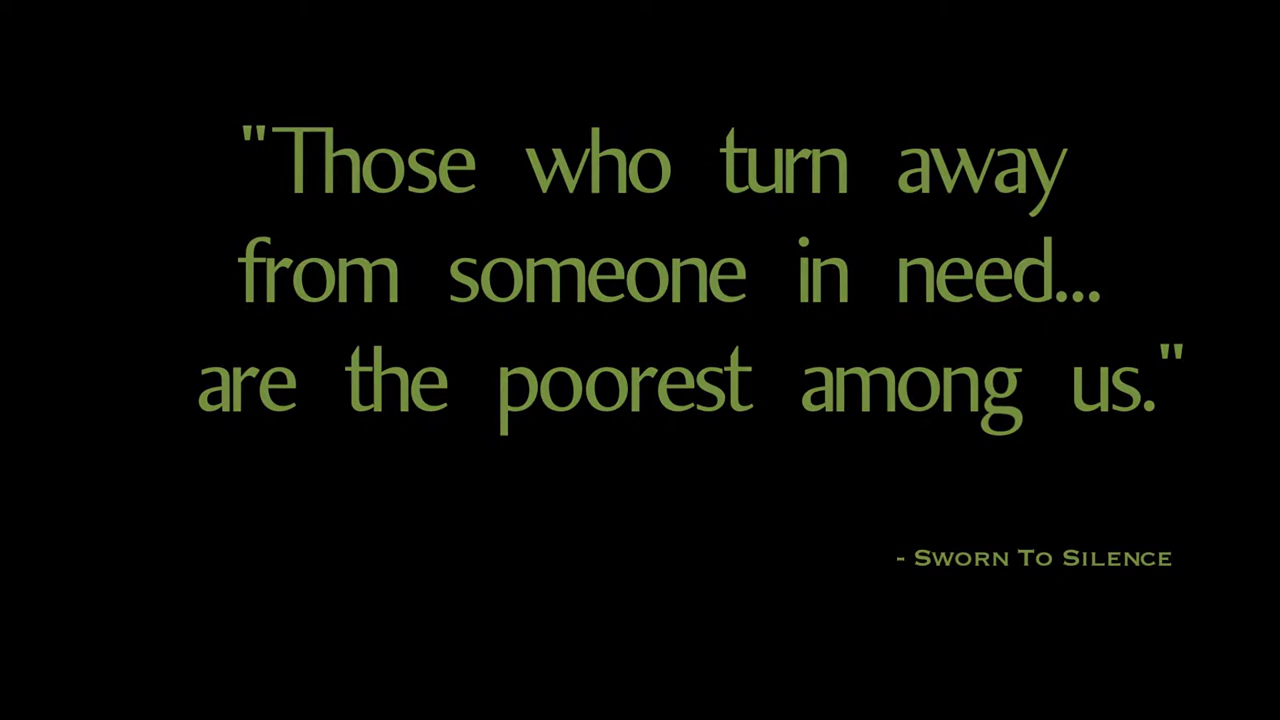 "Those who turn away
from someone in need...
are the poorest among us."
- Sworn To Silence